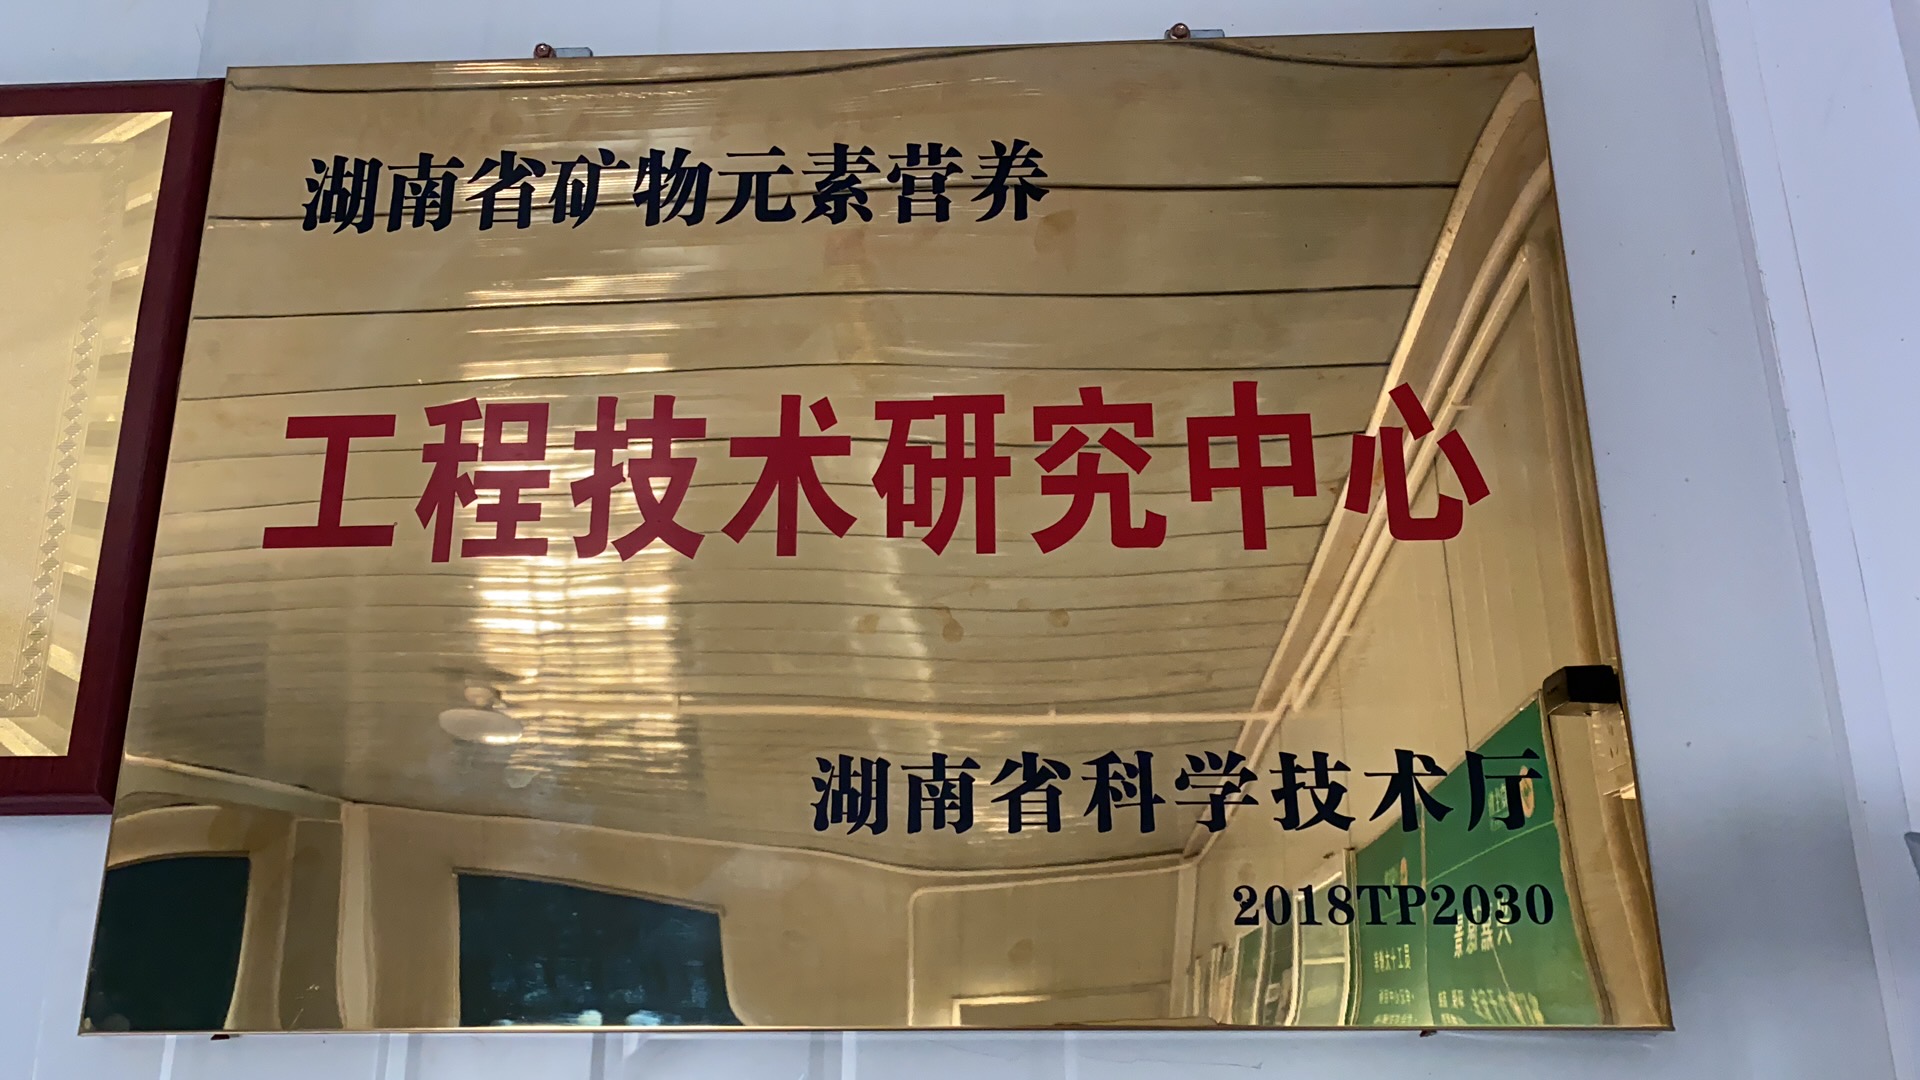 湖南省矿物元素营养
工程技术研究中心
湖南省科学技术厅
2018TP2030